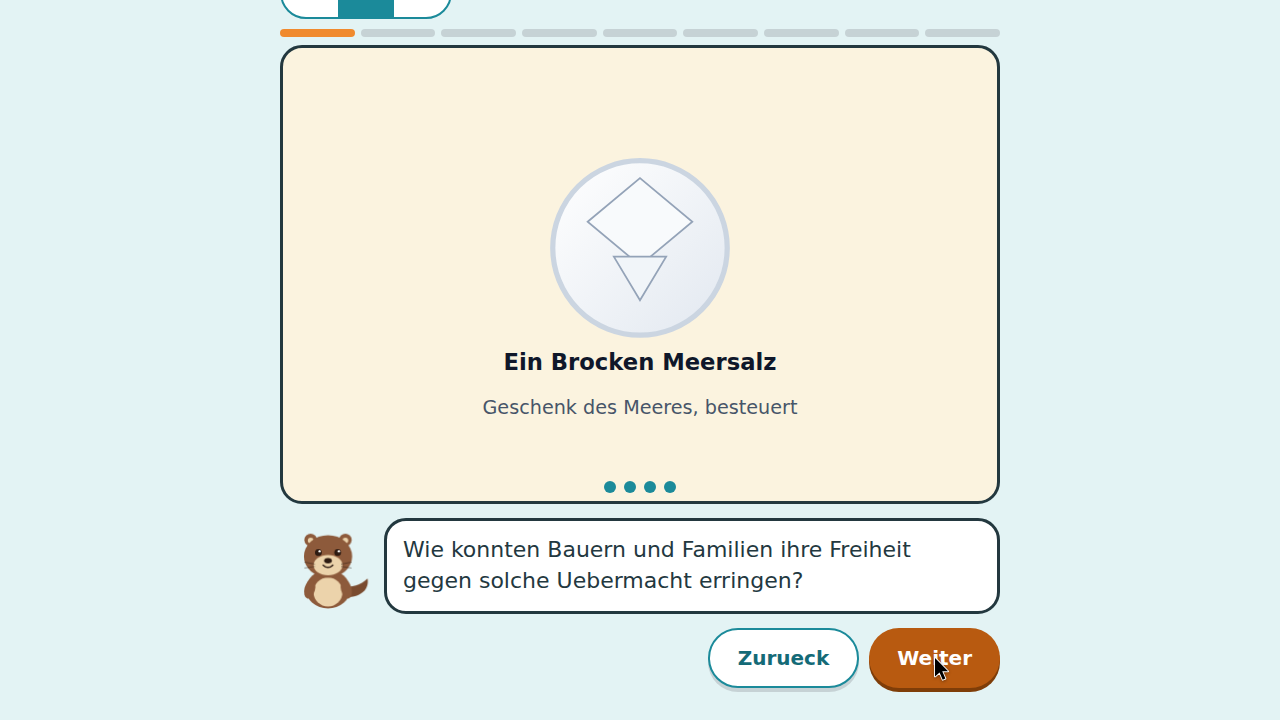 Ein Brocken Meersalz
Geschenk des Meeres, besteuert
Wie konnten Bauern und Familien ihre Freiheit
gegen solche Uebermacht erringen?
Zurueck
Weiter